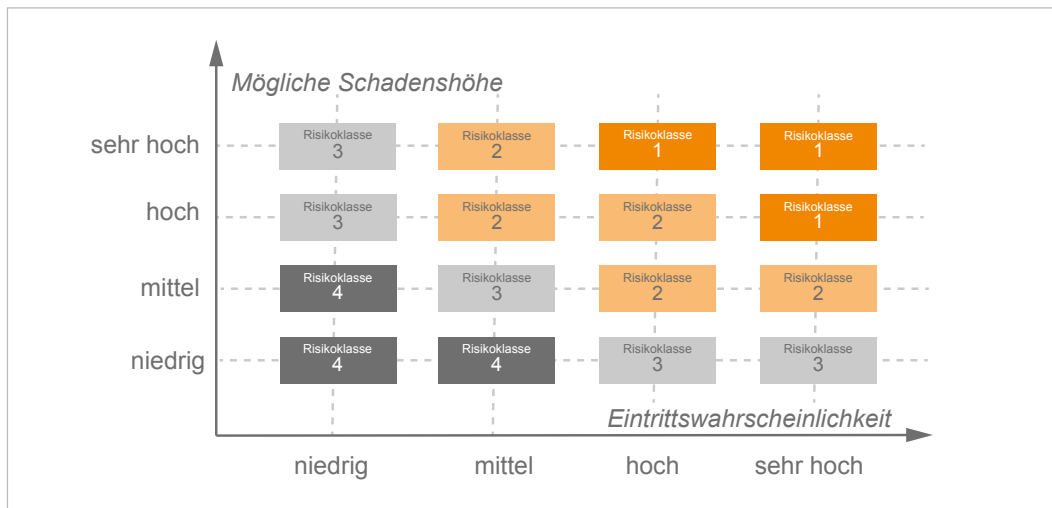 Mögliche Schadenshöhe
sehr hoch
Risikoklasse
3
Risikoklasse
2
Risikoklasse
1
Risikoklasse
1
hoch
Risikoklasse
3
Risikoklasse
2
Risikoklasse
2
Risikoklasse
1
mittel
Risikoklasse
4
Risikoklasse
3
Risikoklasse
2
Risikoklasse
2
niedrig
Risikoklasse
4
Risikoklasse
4
Risikoklasse
3
Risikoklasse
3
Eintrittswahrscheinlichkeit
niedrig
mittel
hoch
sehr hoch